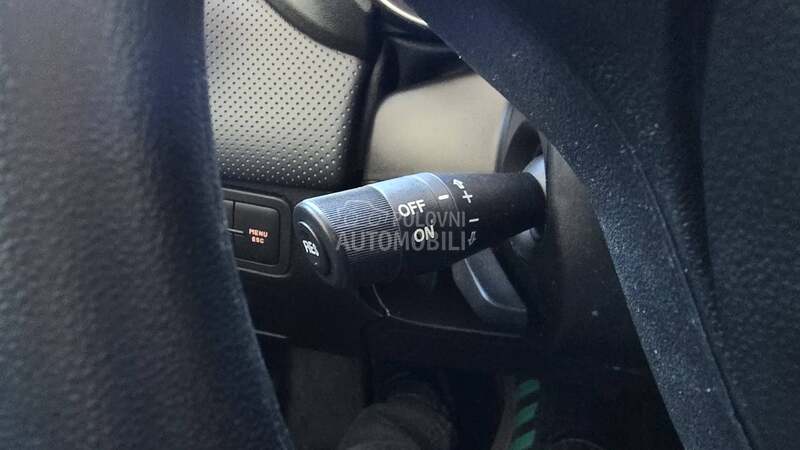 MENU
ESC
RES
OFF
ON
+
−
POLOVNI
AUTOMOBILI